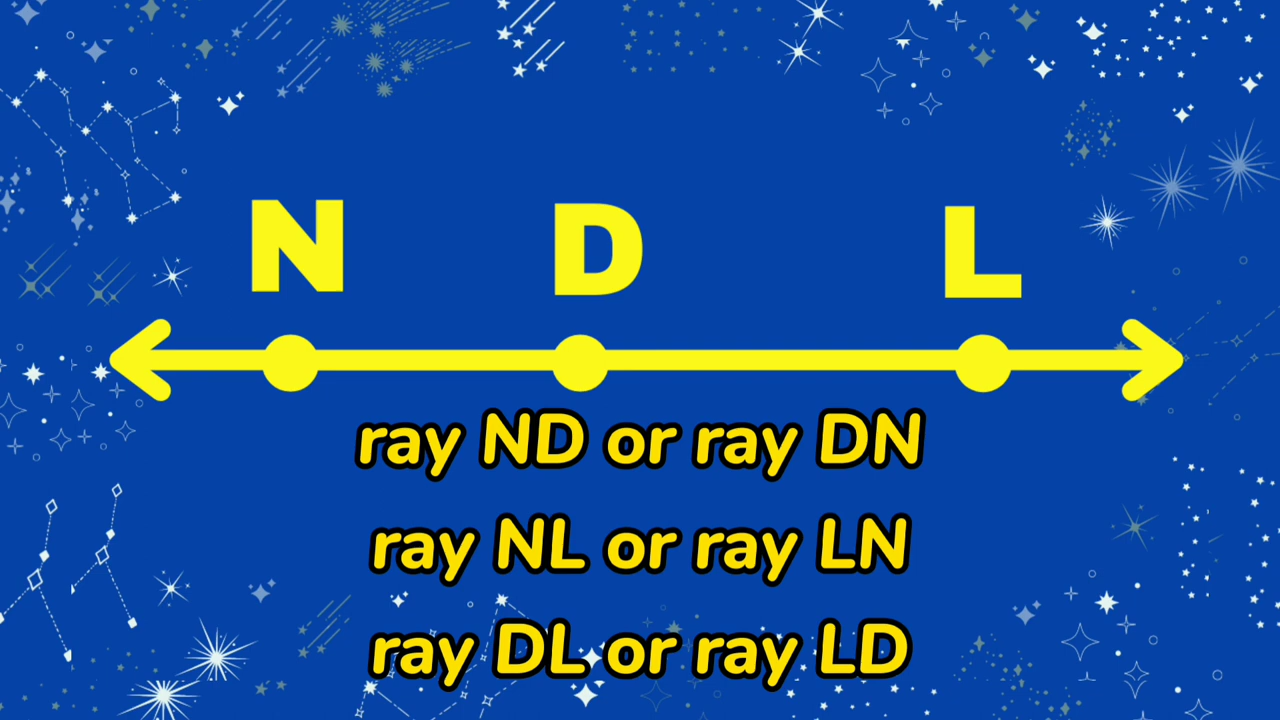 N D L
ray ND or ray DN
ray NL or ray LN
ray DL or ray LD